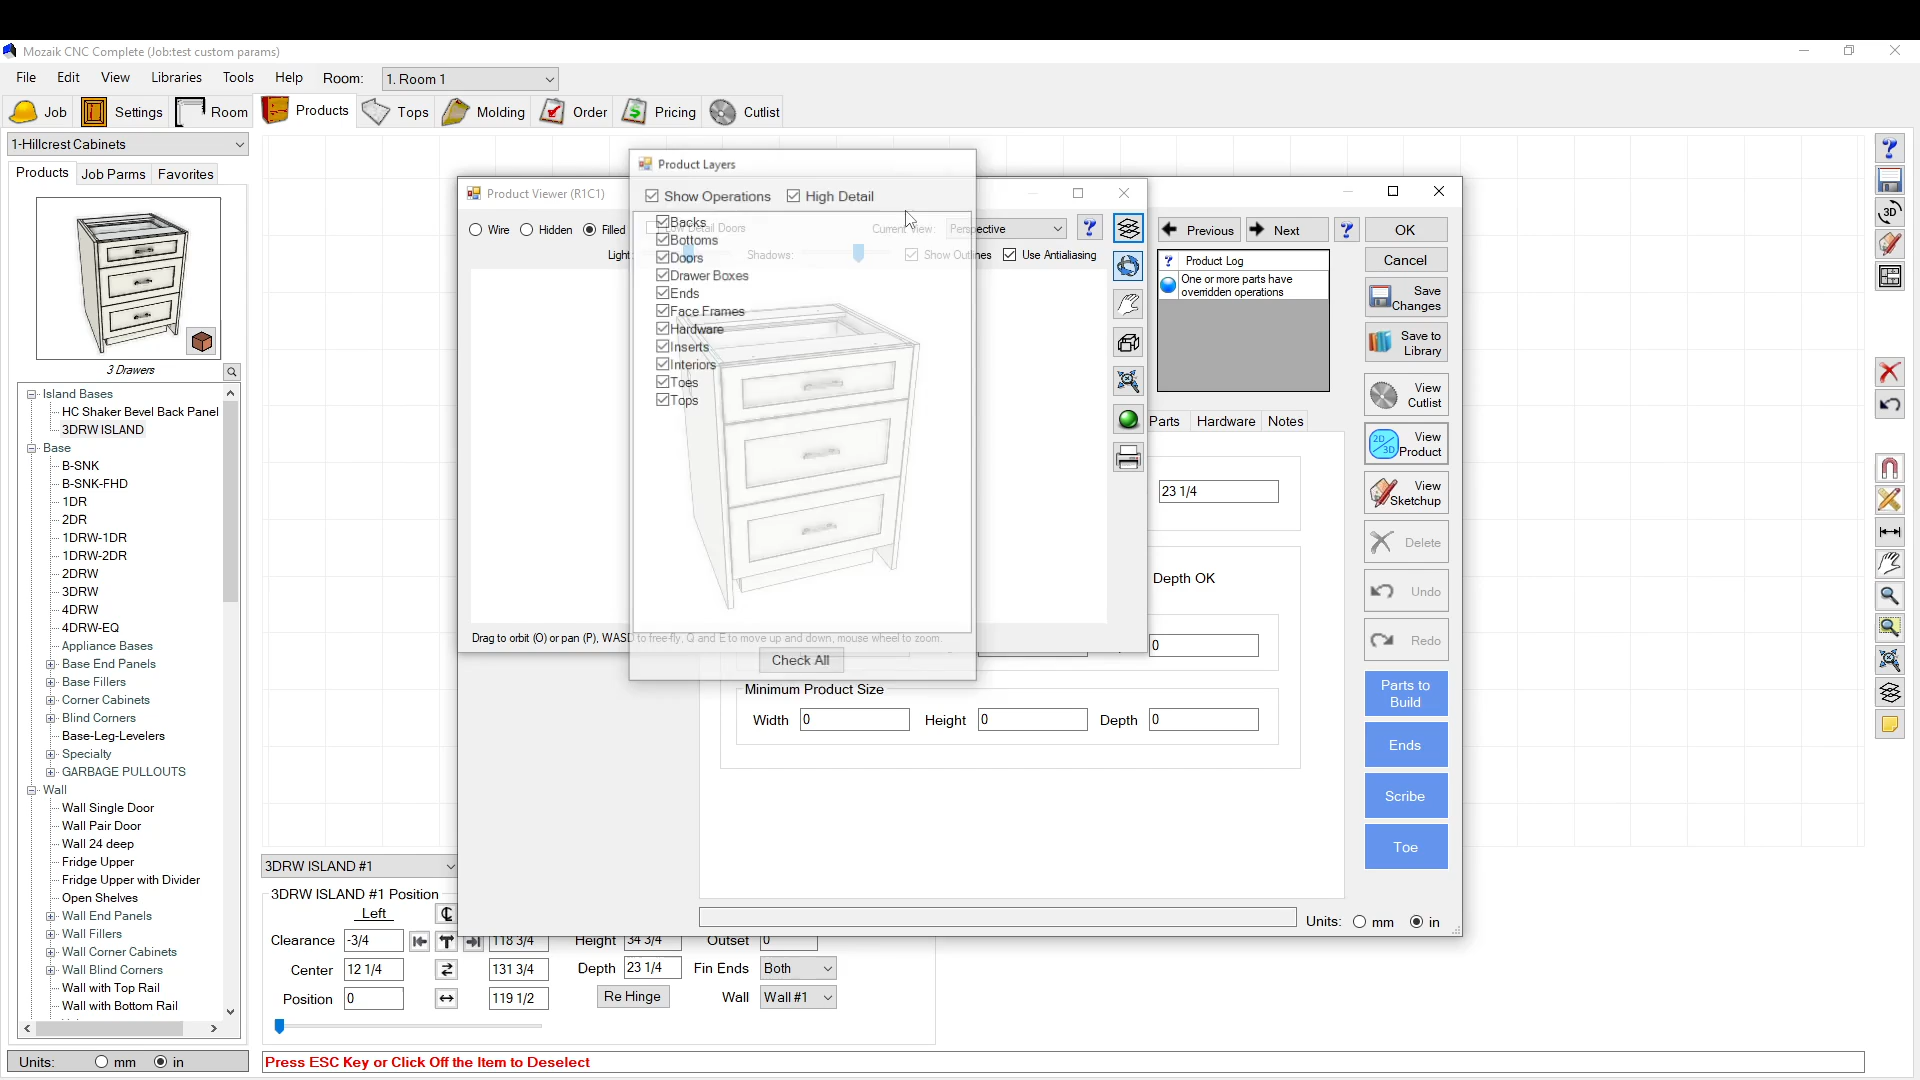 Mozaik CNC Complete (Job:test custom params)
File Edit View Libraries Tools Help Room: 1. Room 1
Job Settings Room Products Tops Molding Order Pricing Cutlist
1-Hillcrest Cabinets
Products Job Parms Favorites
3 Drawers
Island Bases
HC Shaker Bevel Back Panel
3DRW ISLAND
Base
B-SNK
B-SNK-FHD
1DR
2DR
1DRW-1DR
1DRW-2DR
2DRW
3DRW
4DRW
4DRW-EQ
Appliance Bases
Base End Panels
Base Fillers
Corner Cabinets
Blind Corners
Base-Leg-Levelers
Specialty
GARBAGE PULLOUTS
Wall
Wall Single Door
Wall Pair Door
Wall 24 deep
Fridge Upper
Fridge Upper with Divider
Open Shelves
Wall End Panels
Wall Fillers
Wall Corner Cabinets
Wall Blind Corners
Wall with Top Rail
Wall with Bottom Rail
Units: mm in
Product Viewer (R1C1)
Wire Hidden Filled Low Detail Doors Current View: Perspective
Light: Shadows: Show Outlines Use Antialiasing
Drag to orbit (O) or pan (P), WASD to free-fly, Q and E to move up and down, mouse wheel to zoom.
Product Layers
Show Operations High Detail
Backs
Bottoms
Doors
Drawer Boxes
Ends
Face Frames
Hardware
Inserts
Interiors
Toes
Tops
Check All
Previous Next
Product Log
One or more parts have
overridden operations
Parts Hardware Notes
23 1/4
Depth OK
0
Minimum Product Size
Width 0 Height 0 Depth 0
Units: mm in
OK
Cancel
Save
Changes
Save to
Library
View
Cutlist
2D
3D
View
Product
View
Sketchup
Delete
Undo
Redo
Parts to
Build
Ends
Scribe
Toe
3D
3DRW ISLAND #1
3DRW ISLAND #1 Position
Left
Clearance -3/4 118 3/4 Height 34 3/4 Outset 0
Center 12 1/4 131 3/4 Depth 23 1/4 Fin Ends Both
Position 0 119 1/2 Re Hinge Wall Wall #1
Press ESC Key or Click Off the Item to Deselect